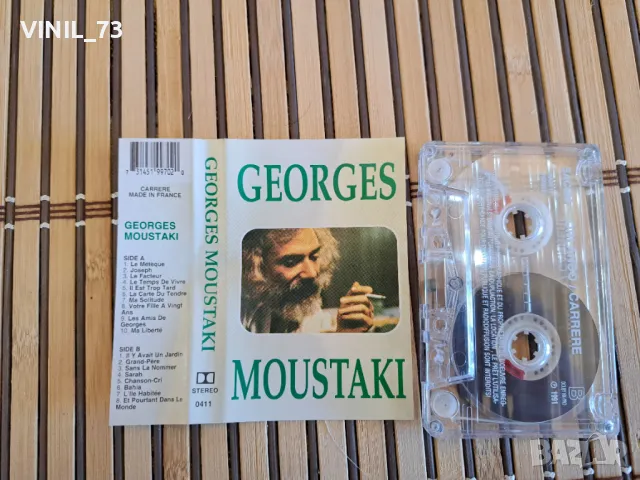 VINIL_73
CARRERE
MADE IN FRANCE
GEORGES
MOUSTAKI
SIDE A
1. Le Métèque
2. Joseph
3. Le Facteur
4. Le Temps De Vivre
5. Il Est Trop Tard
6. La Carte Du Tendre
7. Ma Solitude
8. Votre Fille A Vingt
Ans
9. Les Amis De
Georges
10. Ma Liberté
SIDE B
1. Il Y Avait Un Jardin
2. Grand-Père
3. Sans La Nommer
4. Sarah
5. Chanson-Cri
6. Bahia
7. L'Ile Habitée
8. Et Pourtant Dans Le
Monde
GEORGES MOUSTAKI
STEREO
0411
GEORGES
MOUSTAKI
CARRERE
B
℗ 1991
BAZAR